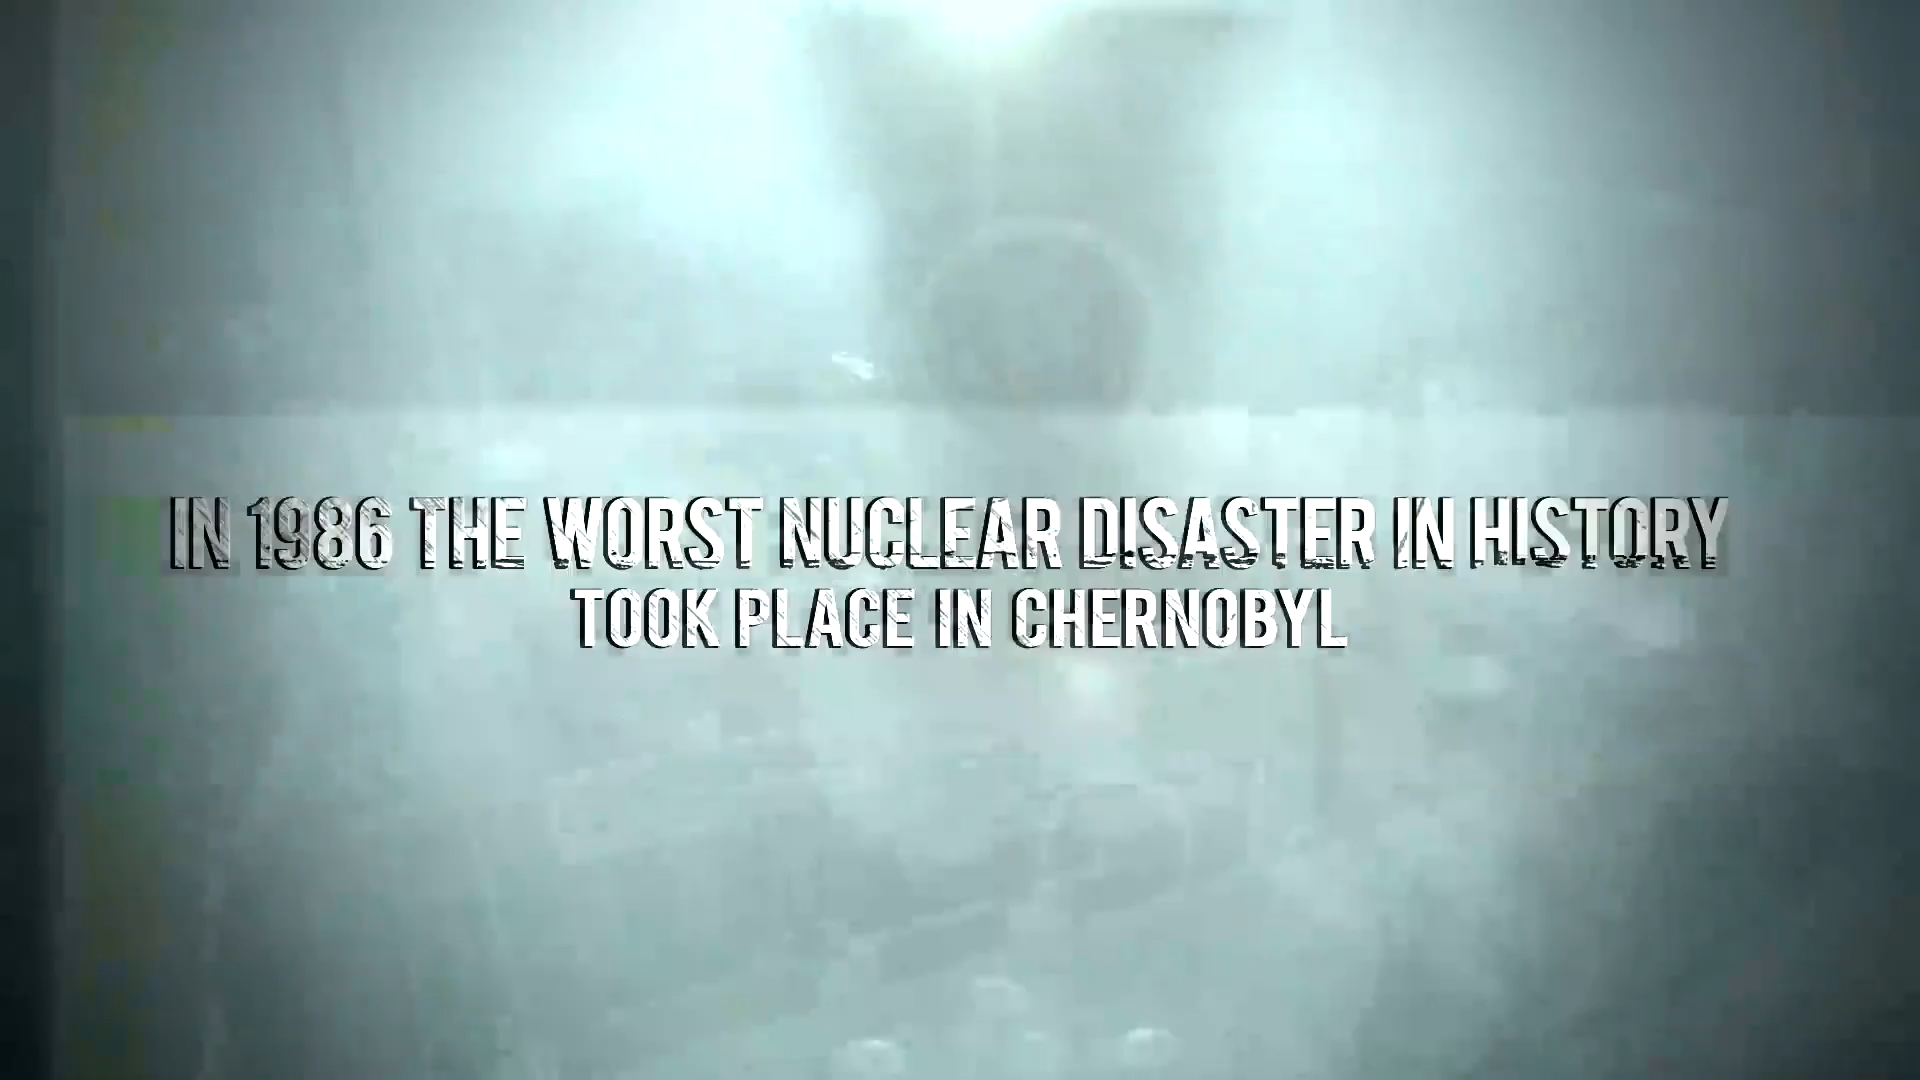 IN 1986 THE WORST NUCLEAR DISASTER IN HISTORY
TOOK PLACE IN CHERNOBYL